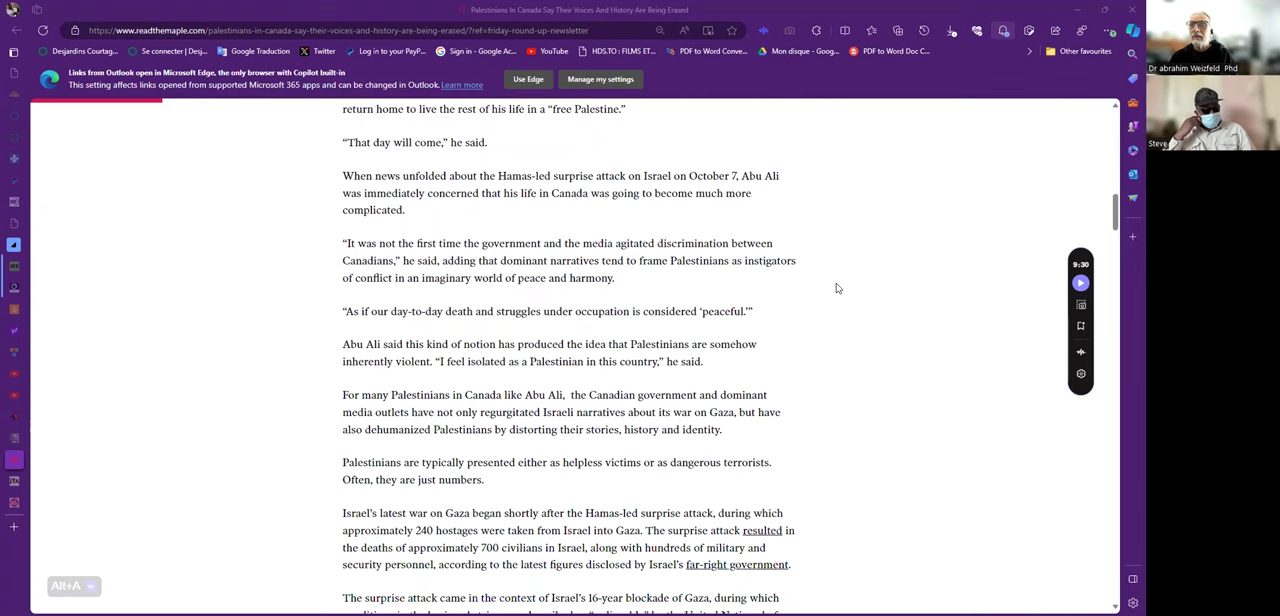 Palestinians In Canada Say Their Voices And History Are Being Erased
https://www.readthemaple.com/palestinians-in-canada-say-their-voices-and-history-are-being-erased/?ref=friday-round-up-newsletter
Desjardins Courtag... Se connecter | Desj... Google Traduction Twitter Log in to your PayP... Sign in - Google Ac... YouTube HDS.TO: FILMS ET... PDF to Word Conve... Mon disque - Goog... PDF to Word Doc C... Other favourites
Links from Outlook open in Microsoft Edge, the only browser with Copilot built-in
This setting affects links opened from supported Microsoft 365 apps and can be changed in Outlook. Learn more
Use Edge
Manage my settings
return home to live the rest of his life in a “free Palestine.”
“That day will come,” he said.
When news unfolded about the Hamas-led surprise attack on Israel on October 7, Abu Ali
was immediately concerned that his life in Canada was going to become much more
complicated.
“It was not the first time the government and the media agitated discrimination between
Canadians,” he said, adding that dominant narratives tend to frame Palestinians as instigators
of conflict in an imaginary world of peace and harmony.
“As if our day-to-day death and struggles under occupation is considered ‘peaceful.’”
Abu Ali said this kind of notion has produced the idea that Palestinians are somehow
inherently violent. “I feel isolated as a Palestinian in this country,” he said.
For many Palestinians in Canada like Abu Ali,  the Canadian government and dominant
media outlets have not only regurgitated Israeli narratives about its war on Gaza, but have
also dehumanized Palestinians by distorting their stories, history and identity.
Palestinians are typically presented either as helpless victims or as dangerous terrorists.
Often, they are just numbers.
Israel’s latest war on Gaza began shortly after the Hamas-led surprise attack, during which
approximately 240 hostages were taken from Israel into Gaza. The surprise attack resulted in
the deaths of approximately 700 civilians in Israel, along with hundreds of military and
security personnel, according to the latest figures disclosed by Israel’s far-right government.
The surprise attack came in the context of Israel’s 16-year blockade of Gaza, during which
9:30
Alt+A
Dr abrahim Weizfeld Phd
Steve